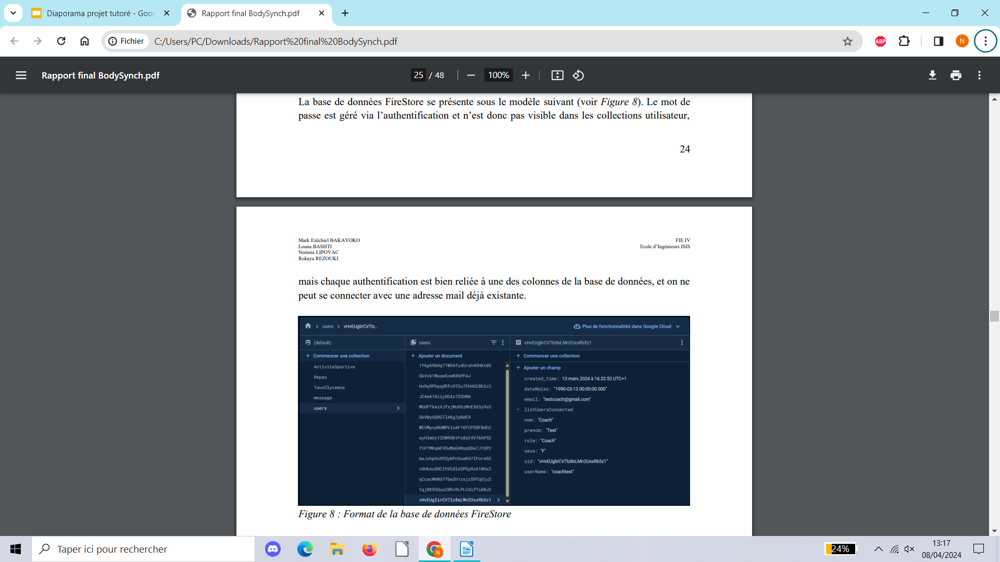 Diaporama projet tutoré - Goo
Rapport final BodySynch.pdf
Fichier
C:/Users/PC/Downloads/Rapport%20final%20BodySynch.pdf
ABP
N
Rapport final BodySynch.pdf
25 / 48
100%
La base de données FireStore se présente sous le modèle suivant (voir Figure 8). Le mot de
passe est géré via l’authentification et n’est donc pas visible dans les collections utilisateur,
24
Mark Ezéchiel BAKAYOKO
Louna BASHTI
Noémie LIPOVAC
Rokaya REZOUKI
FIE IV
Ecole d’Ingénieurs ISIS
mais chaque authentification est bien reliée à une des colonnes de la base de données, et on ne
peut se connecter avec une adresse mail déjà existante.
users
vHvEUglirCV7lz..
Plus de fonctionnalités dans Google Cloud
(default)
+ Commencer une collection
ActiviteSportive
Repas
TauxGlycemie
message
users
users
+ Ajouter un document
1Y6p69bHqTTWVAfzdUrah4OHKt03
GkVck1WuqwSzwBXbPFwJ
Hn9q9PhpqdRfcOTGu7EhHGC8hlc2
JC4e616ziyOG4z7ZQVNA
MUdPTkwiVJfxjMoKbiMnEX65y9s2
Sk90yUQRGTl4Kg7p0dE9
WEVMpvpNdWPkIoAF1KFCPS8F0dh2
ayHlmUz12DW9OkVYs8iE4V76hP52
ftP7MKqmF9SuMaG4NspQDe7J1QP2
msJxhpVs92QyKPn5uwR57IForeS2
n5HbsuDHCIhVCdIaSPOy8z610Hx2
qCcacMH0d7fbe3h1zsjzS9fqOju2
tqjBK93QusZ0RvRLPLCdifYi6NJ3
vHvEUglirCV7lz8sLMn2UxxRb5z1
vHvEUglirCV7lz8sLMn2UxxRb5z1
+ Commencer une collection
+ Ajouter un champ
created_time: 13 mars 2024 à 16:32:52 UTC+1
dateNaiss: "1990-03-13 00:00:00.000"
email: "testcoach@gmail.com"
listUsersConnected
nom: "Coach"
prenom: "Test"
role: "Coach"
sexe: "F"
uid: "vHvEUglirCV7lz8sLMn2UxxRb5z1"
userName: "coachtest"
Figure 8 : Format de la base de données FireStore
Taper ici pour rechercher
N
24%
13:17
08/04/2024